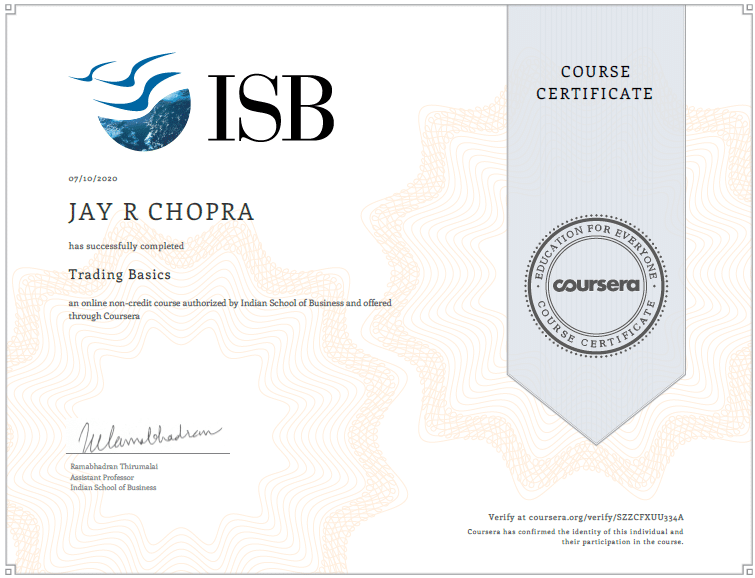 ISB
COURSE
CERTIFICATE
07/10/2020
JAY R CHOPRA
has successfully completed
Trading Basics
an online non-credit course authorized by Indian School of Business and offered
through Coursera
EDUCATION FOR EVERYONE
coursera
COURSE CERTIFICATE
Ramabhadran Thirumalai
Assistant Professor
Indian School of Business
Verify at coursera.org/verify/SZZCFXUU334A
Coursera has confirmed the identity of this individual and
their participation in the course.